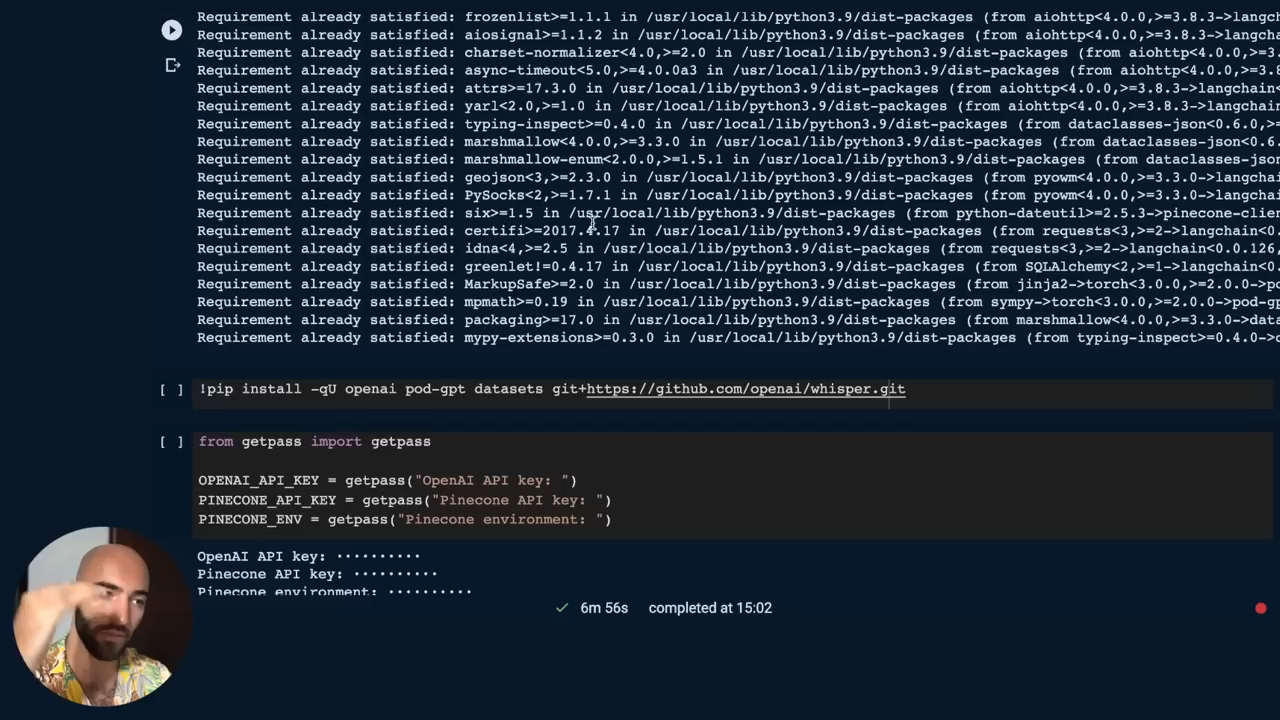 Requirement already satisfied: frozenlist>=1.1.1 in /usr/local/lib/python3.9/dist-packages (from aiohttp<4.0.0,>=3.8.3->langchain
Requirement already satisfied: aiosignal>=1.1.2 in /usr/local/lib/python3.9/dist-packages (from aiohttp<4.0.0,>=3.8.3->langchain<
Requirement already satisfied: charset-normalizer<4.0,>=2.0 in /usr/local/lib/python3.9/dist-packages (from aiohttp<4.0.0,>=3.8.3
Requirement already satisfied: async-timeout<5.0,>=4.0.0a3 in /usr/local/lib/python3.9/dist-packages (from aiohttp<4.0.0,>=3.8.
Requirement already satisfied: attrs>=17.3.0 in /usr/local/lib/python3.9/dist-packages (from aiohttp<4.0.0,>=3.8.3->langchain<
Requirement already satisfied: yarl<2.0,>=1.0 in /usr/local/lib/python3.9/dist-packages (from aiohttp<4.0.0,>=3.8.3->langchain<
Requirement already satisfied: typing-inspect>=0.4.0 in /usr/local/lib/python3.9/dist-packages (from dataclasses-json<0.6.0,>=
Requirement already satisfied: marshmallow<4.0.0,>=3.3.0 in /usr/local/lib/python3.9/dist-packages (from dataclasses-json<0.6.
Requirement already satisfied: marshmallow-enum<2.0.0,>=1.5.1 in /usr/local/lib/python3.9/dist-packages (from dataclasses-json
Requirement already satisfied: geojson<3,>=2.3.0 in /usr/local/lib/python3.9/dist-packages (from pyowm<4.0.0,>=3.3.0->langchain
Requirement already satisfied: PySocks<2,>=1.7.1 in /usr/local/lib/python3.9/dist-packages (from pyowm<4.0.0,>=3.3.0->langchain
Requirement already satisfied: six>=1.5 in /usr/local/lib/python3.9/dist-packages (from python-dateutil>=2.5.3->pinecone-clien
Requirement already satisfied: certifi>=2017.4.17 in /usr/local/lib/python3.9/dist-packages (from requests<3,>=2->langchain<0.
Requirement already satisfied: idna<4,>=2.5 in /usr/local/lib/python3.9/dist-packages (from requests<3,>=2->langchain<0.0.126,
Requirement already satisfied: greenlet!=0.4.17 in /usr/local/lib/python3.9/dist-packages (from SQLAlchemy<2,>=1->langchain<0.
Requirement already satisfied: MarkupSafe>=2.0 in /usr/local/lib/python3.9/dist-packages (from jinja2->torch<3.0.0,>=2.0.0->po
Requirement already satisfied: mpmath>=0.19 in /usr/local/lib/python3.9/dist-packages (from sympy->torch<3.0.0,>=2.0.0->pod-gp
Requirement already satisfied: packaging>=17.0 in /usr/local/lib/python3.9/dist-packages (from marshmallow<4.0.0,>=3.3.0->data
Requirement already satisfied: mypy-extensions>=0.3.0 in /usr/local/lib/python3.9/dist-packages (from typing-inspect>=0.4.0->
[ ] !pip install -qU openai pod-gpt datasets git+https://github.com/openai/whisper.git
[ ] from getpass import getpass
OPENAI_API_KEY = getpass("OpenAI API key: ")
PINECONE_API_KEY = getpass("Pinecone API key: ")
PINECONE_ENV = getpass("Pinecone environment: ")
OpenAI API key: ··········
Pinecone API key: ··········
Pinecone environment: ··········
6m 56s completed at 15:02